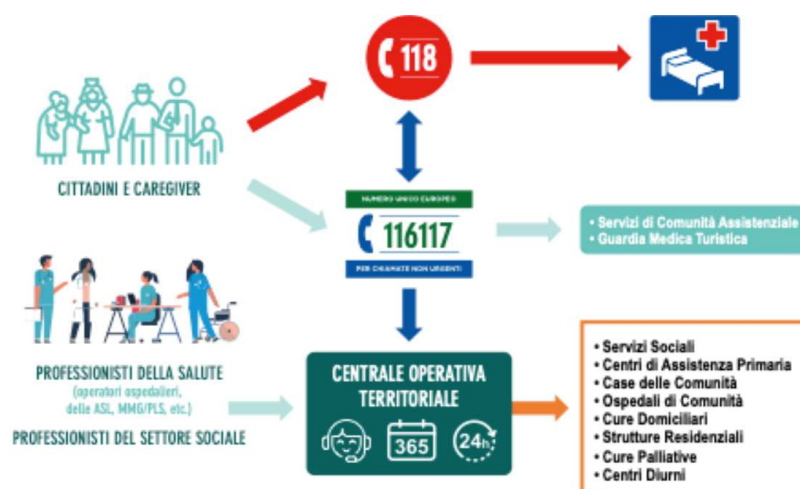 118
CITTADINI E CAREGIVER
NUMERO UNICO EUROPEO
116117
PER CHIAMATE NON URGENTI
• Servizi di Comunità Assistenziale
• Guardia Medica Turistica
PROFESSIONISTI DELLA SALUTE
(operatori ospedalieri,
delle ASL, MMG/PLS, etc.)
PROFESSIONISTI DEL SETTORE SOCIALE
CENTRALE OPERATIVA
TERRITORIALE
365
24h
• Servizi Sociali
• Centri di Assistenza Primaria
• Case delle Comunità
• Ospedali di Comunità
• Cure Domiciliari
• Strutture Residenziali
• Cure Palliative
• Centri Diurni